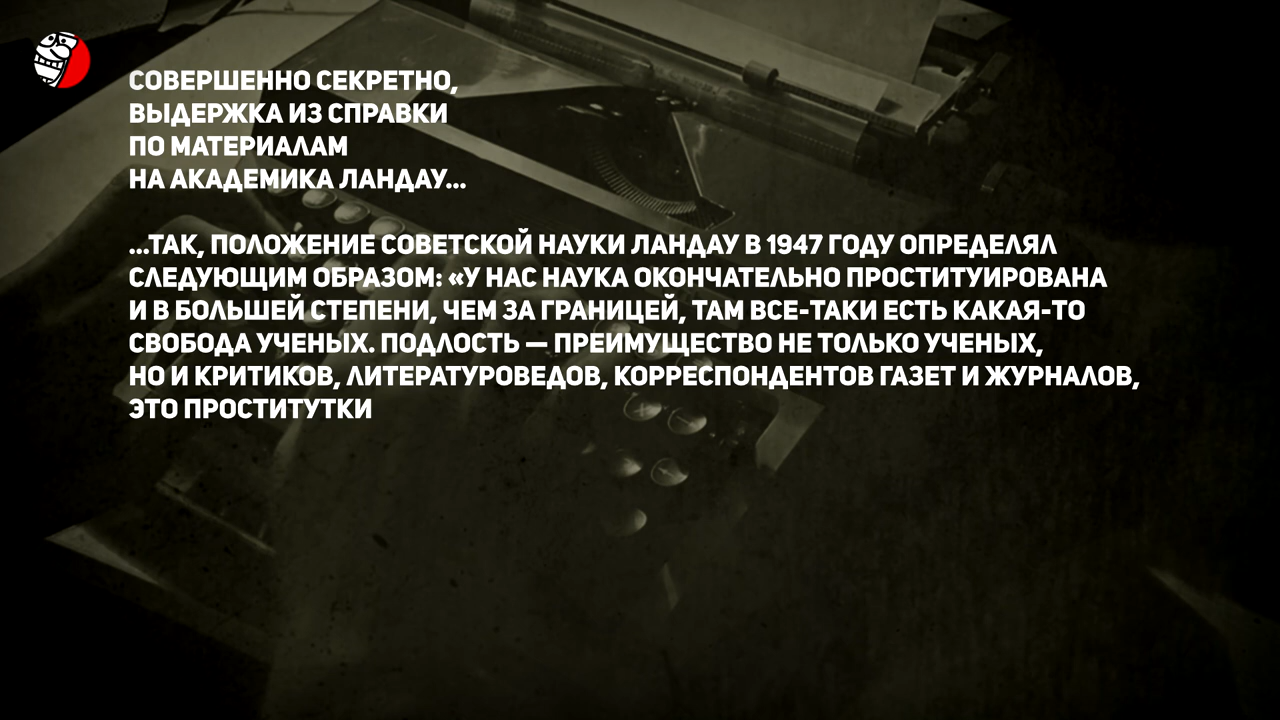 СОВЕРШЕННО СЕКРЕТНО,
ВЫДЕРЖКА ИЗ СПРАВКИ
ПО МАТЕРИАЛАМ
НА АКАДЕМИКА ЛАНДАУ...
...ТАК, ПОЛОЖЕНИЕ СОВЕТСКОЙ НАУКИ ЛАНДАУ В 1947 ГОДУ ОПРЕДЕЛЯЛ
СЛЕДУЮЩИМ ОБРАЗОМ: «У НАС НАУКА ОКОНЧАТЕЛЬНО ПРОСТИТУИРОВАНА
И В БОЛЬШЕЙ СТЕПЕНИ, ЧЕМ ЗА ГРАНИЦЕЙ, ТАМ ВСЕ-ТАКИ ЕСТЬ КАКАЯ-ТО
СВОБОДА УЧЕНЫХ. ПОДЛОСТЬ — ПРЕИМУЩЕСТВО НЕ ТОЛЬКО УЧЕНЫХ,
НО И КРИТИКОВ, ЛИТЕРАТУРОВЕДОВ, КОРРЕСПОНДЕНТОВ ГАЗЕТ И ЖУРНАЛОВ,
ЭТО ПРОСТИТУТКИ